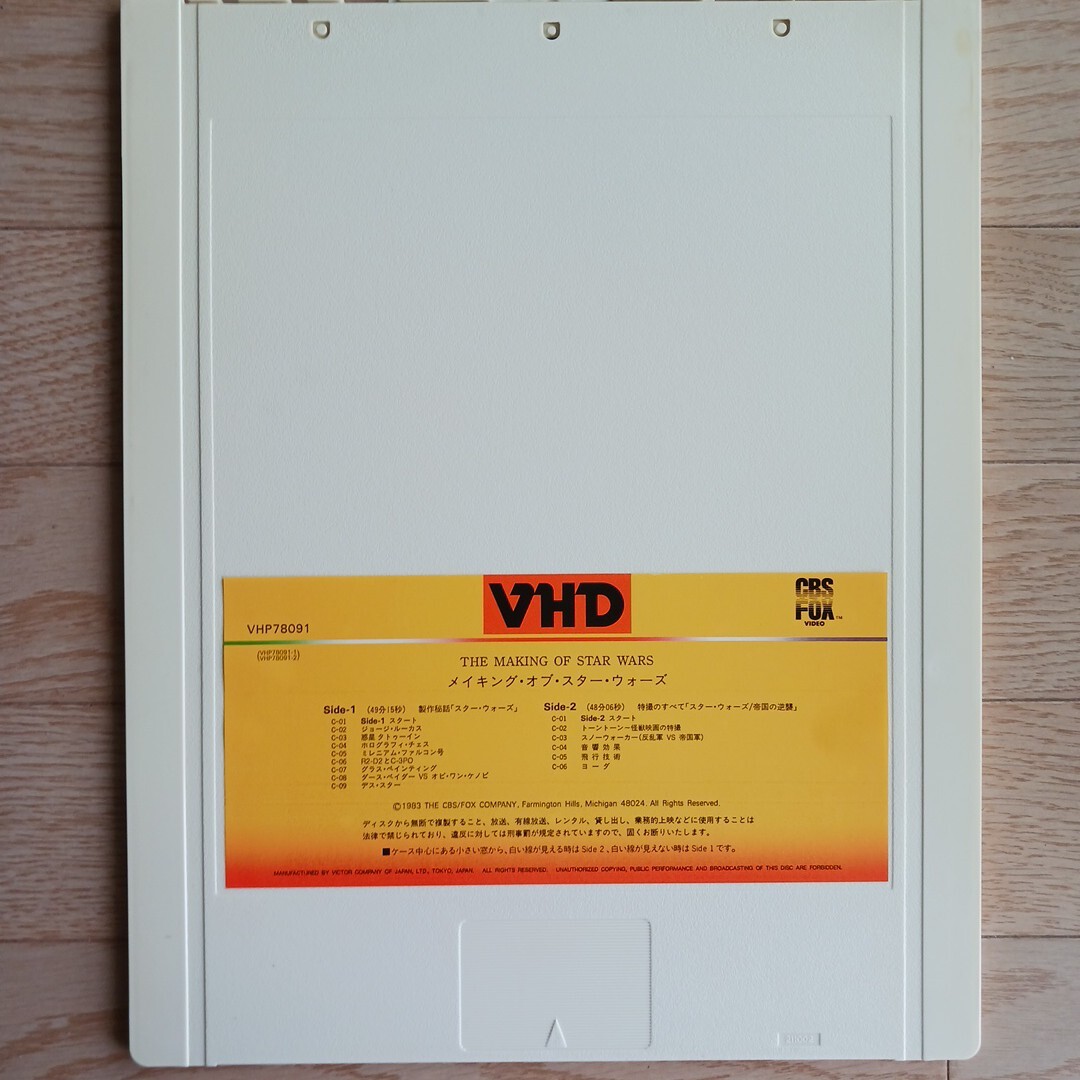 VHD
CBS
FOX
VIDEO™
VHP78091
(VHP78091-1)
(VHP78091-2)
THE MAKING OF STAR WARS
メイキング・オブ・スター・ウォーズ
Side-1 (49分15秒) 製作秘話「スター・ウォーズ」
C-01 Side-1 スタート
C-02 ジョージ・ルーカス
C-03 惑星タトゥーイン
C-04 ホログラフィ・チェス
C-05 ミレニアム・ファルコン号
C-06 R2-D2とC-3PO
C-07 グラス・ペインティング
C-08 ダース・ベイダー VS オビ・ワン・ケノビ
C-09 デス・スター
Side-2 (48分06秒) 特撮のすべて「スター・ウォーズ/帝国の逆襲」
C-01 Side-2 スタート
C-02 トーントーン〜怪獣映画の特撮
C-03 スノーウォーカー(反乱軍 VS 帝国軍)
C-04 音響効果
C-05 飛行技術
C-06 ヨーダ
©1983 THE CBS/FOX COMPANY, Farmington Hills, Michigan 48024. All Rights Reserved.
ディスクから無断で複製すること、放送、有線放送、レンタル、貸し出し、業務的上映などに使用することは
法律で禁じられており、違反に対しては刑事罰が規定されていますので、固くお断りいたします。
■ケース中心にある小さい窓から、白い線が見える時は Side 2、白い線が見えない時は Side 1 です。
MANUFACTURED BY VICTOR COMPANY OF JAPAN, LTD., TOKYO, JAPAN. ALL RIGHTS RESERVED. UNAUTHORIZED COPYING, PUBLIC PERFORMANCE AND BROADCASTING OF THIS DISC ARE FORBIDDEN.